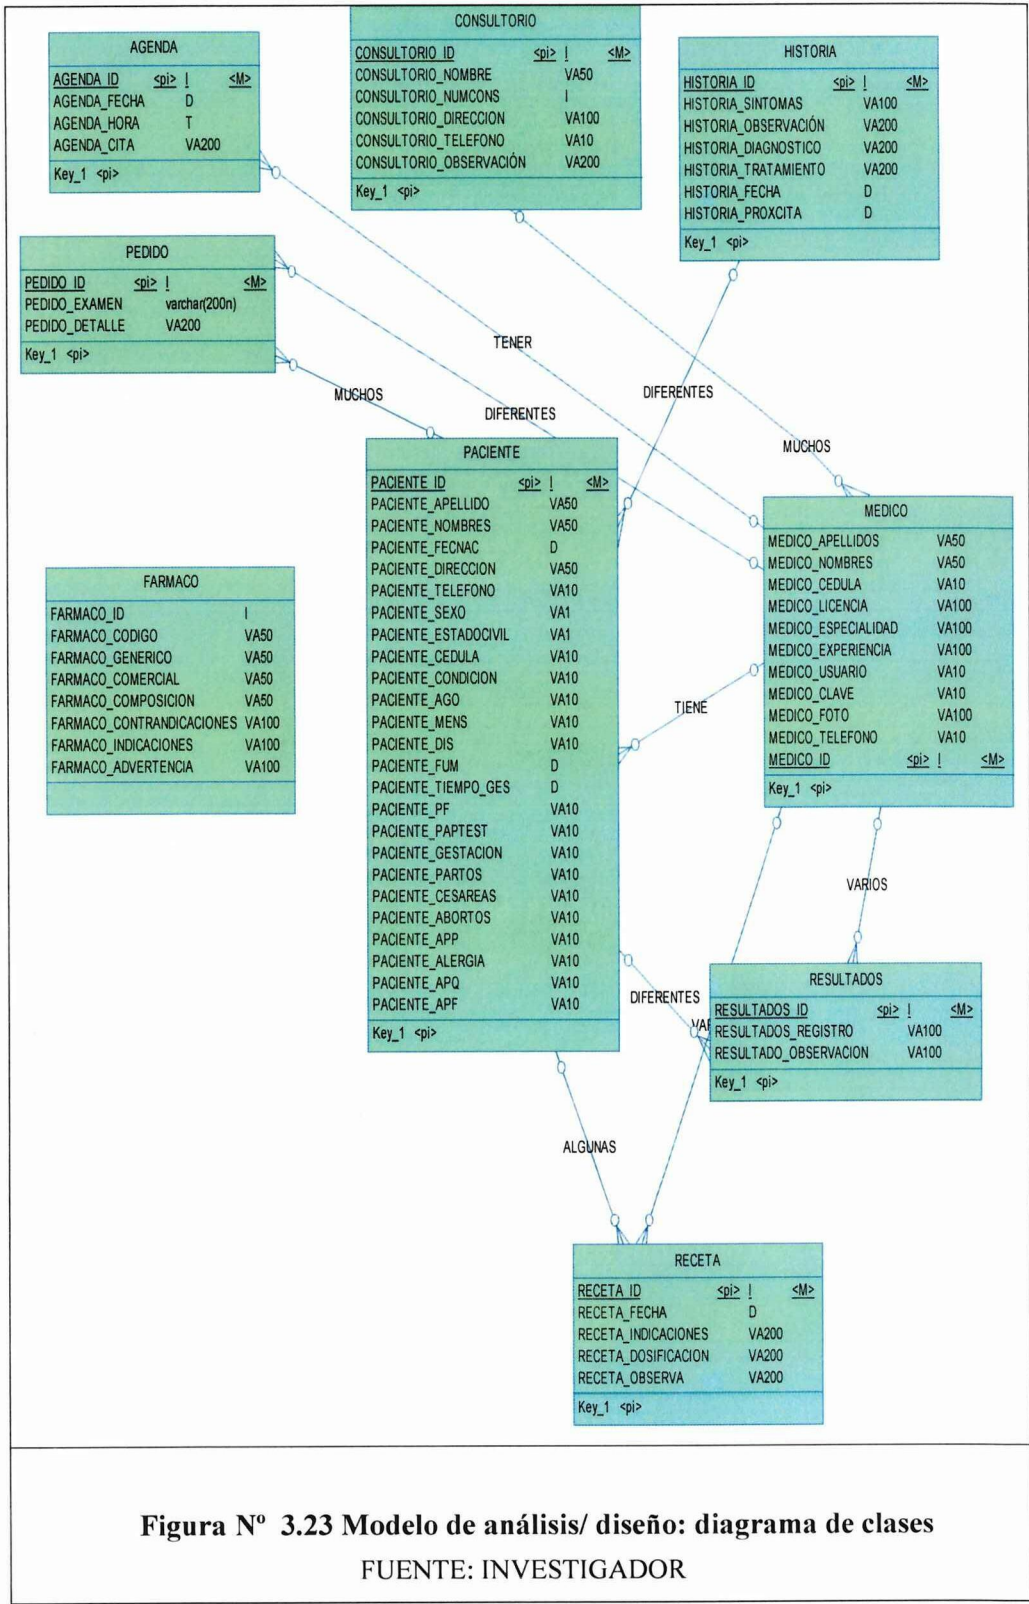 CONSULTORIO
CONSULTORIO_ID <pi> I <M>
CONSULTORIO_NOMBRE VA50
CONSULTORIO_NUMCONS I
CONSULTORIO_DIRECCION VA100
CONSULTORIO_TELEFONO VA10
CONSULTORIO_OBSERVACIÓN VA200
Key_1 <pi>
AGENDA
AGENDA_ID <pi> I <M>
AGENDA_FECHA D
AGENDA_HORA T
AGENDA_CITA VA200
Key_1 <pi>
HISTORIA
HISTORIA_ID <pi> I <M>
HISTORIA_SINTOMAS VA100
HISTORIA_OBSERVACIÓN VA200
HISTORIA_DIAGNOSTICO VA200
HISTORIA_TRATAMIENTO VA200
HISTORIA_FECHA D
HISTORIA_PROXCITA D
Key_1 <pi>
PEDIDO
PEDIDO_ID <pi> I <M>
PEDIDO_EXAMEN varchar(200n)
PEDIDO_DETALLE VA200
Key_1 <pi>
TENER
MUCHOS
DIFERENTES
DIFERENTES
MUCHOS
PACIENTE
PACIENTE_ID <pi> I <M>
PACIENTE_APELLIDO VA50
PACIENTE_NOMBRES VA50
PACIENTE_FECNAC D
PACIENTE_DIRECCION VA50
PACIENTE_TELEFONO VA10
PACIENTE_SEXO VA1
PACIENTE_ESTADOCIVIL VA1
PACIENTE_CEDULA VA10
PACIENTE_CONDICION VA10
PACIENTE_AGO VA10
PACIENTE_MENS VA10
PACIENTE_DIS VA10
PACIENTE_FUM D
PACIENTE_TIEMPO_GES D
PACIENTE_PF VA10
PACIENTE_PAPTEST VA10
PACIENTE_GESTACION VA10
PACIENTE_PARTOS VA10
PACIENTE_CESAREAS VA10
PACIENTE_ABORTOS VA10
PACIENTE_APP VA10
PACIENTE_ALERGIA VA10
PACIENTE_APQ VA10
PACIENTE_APF VA10
Key_1 <pi>
MEDICO
MEDICO_APELLIDOS VA50
MEDICO_NOMBRES VA50
MEDICO_CEDULA VA10
MEDICO_LICENCIA VA100
MEDICO_ESPECIALIDAD VA100
MEDICO_EXPERIENCIA VA100
MEDICO_USUARIO VA10
MEDICO_CLAVE VA10
MEDICO_FOTO VA100
MEDICO_TELEFONO VA10
MEDICO_ID <pi> I <M>
Key_1 <pi>
FARMACO
FARMACO_ID I
FARMACO_CODIGO VA50
FARMACO_GENERICO VA50
FARMACO_COMERCIAL VA50
FARMACO_COMPOSICION VA50
FARMACO_CONTRANDICACIONES VA100
FARMACO_INDICACIONES VA100
FARMACO_ADVERTENCIA VA100
TIENE
VARIOS
DIFERENTES
RESULTADOS
RESULTADOS_ID <pi> I <M>
RESULTADOS_REGISTRO VA100
RESULTADO_OBSERVACION VA100
Key_1 <pi>
ALGUNAS
RECETA
RECETA_ID <pi> I <M>
RECETA_FECHA D
RECETA_INDICACIONES VA200
RECETA_DOSIFICACION VA200
RECETA_OBSERVA VA200
Key_1 <pi>
Figura Nº 3.23 Modelo de análisis/ diseño: diagrama de clases
FUENTE: INVESTIGADOR